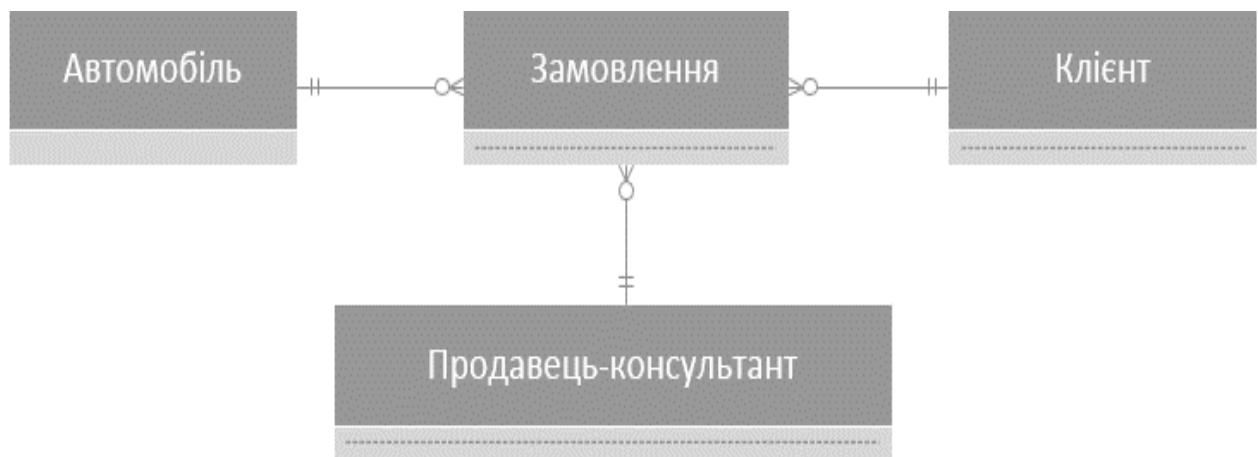 Автомобіль
Замовлення
Клієнт
Продавець-консультант